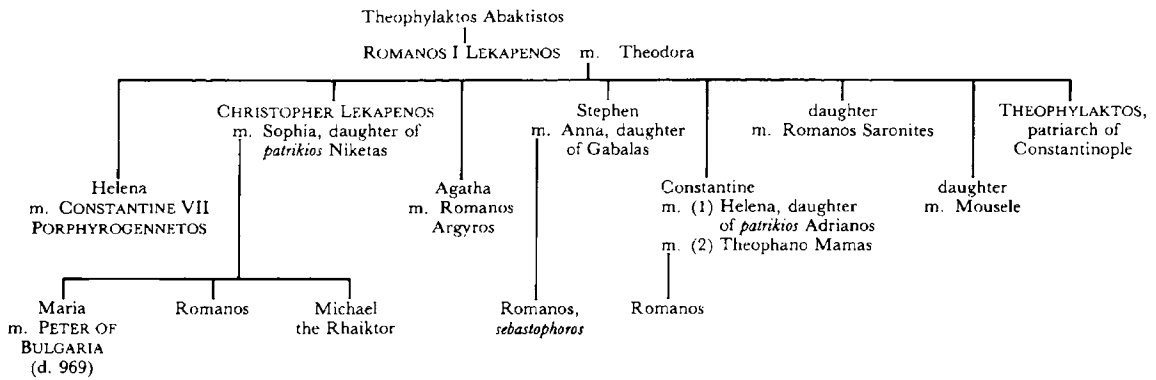 Theophylaktos Abaktistos
ROMANOS I LEKAPENOS m. Theodora
Helena
m. CONSTANTINE VII
PORPHYROGENNETOS
CHRISTOPHER LEKAPENOS
m. Sophia, daughter of
patrikios Niketas
Agatha
m. Romanos
Argyros
Stephen
m. Anna, daughter
of Gabalas
Constantine
m. (1) Helena, daughter
of patrikios Adrianos
m. (2) Theophano Mamas
daughter
m. Romanos Saronites
daughter
m. Mousele
THEOPHYLAKTOS,
patriarch of
Constantinople
Maria
m. PETER OF
BULGARIA
(d. 969)
Romanos
Michael
the Rhaiktor
Romanos,
sebastophoros
Romanos